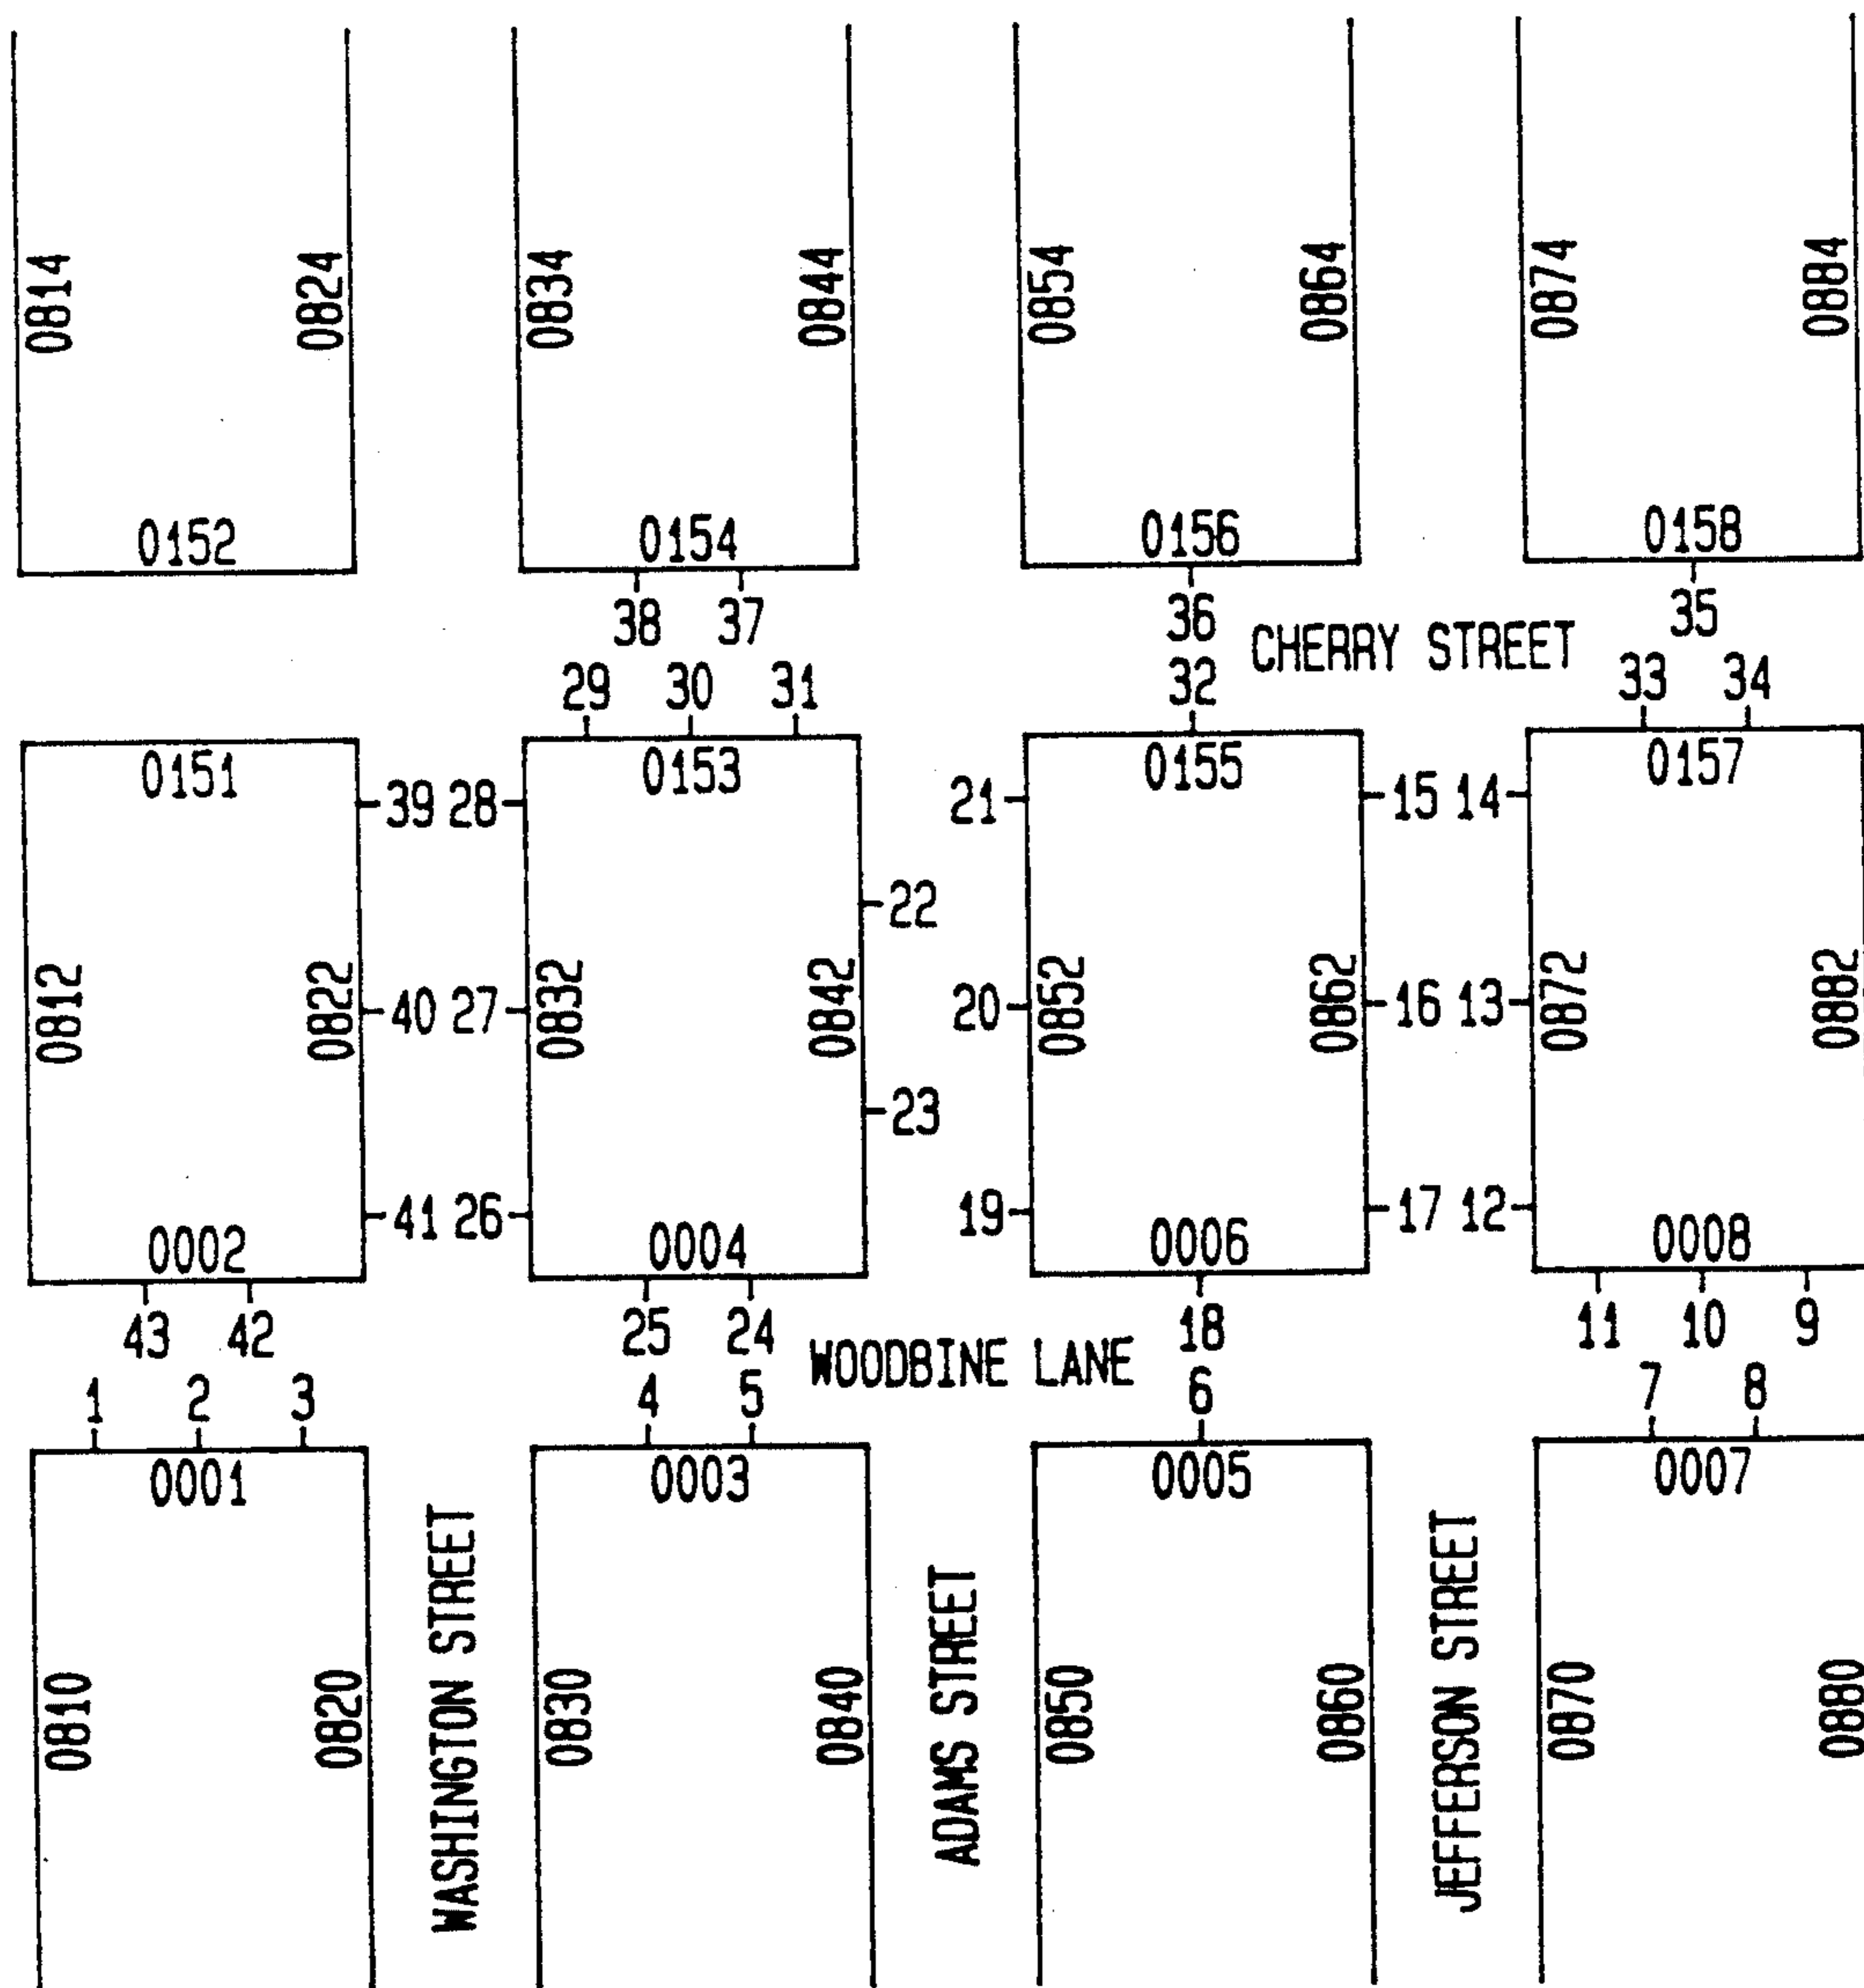 0814 0824 0834 0844 0854 0864 0874 0884
0152 0154 0156 0158
38 37 36 35
CHERRY STREET
29 30 31 32 33 34
0151 0153 0155 0157
39 28 21 15 14
22
0812 0822 40 27 0832 0842 20 0852 0862 16 13 0872 0882
23
41 26 19 17 12
0002 0004 0006 0008
43 42 25 24 18 11 10 9
WOODBINE LANE
1 2 3 4 5 6 7 8
0001 0003 0005 0007
WASHINGTON STREET
ADAMS STREET
JEFFERSON STREET
0810 0820 0830 0840 0850 0860 0870 0880